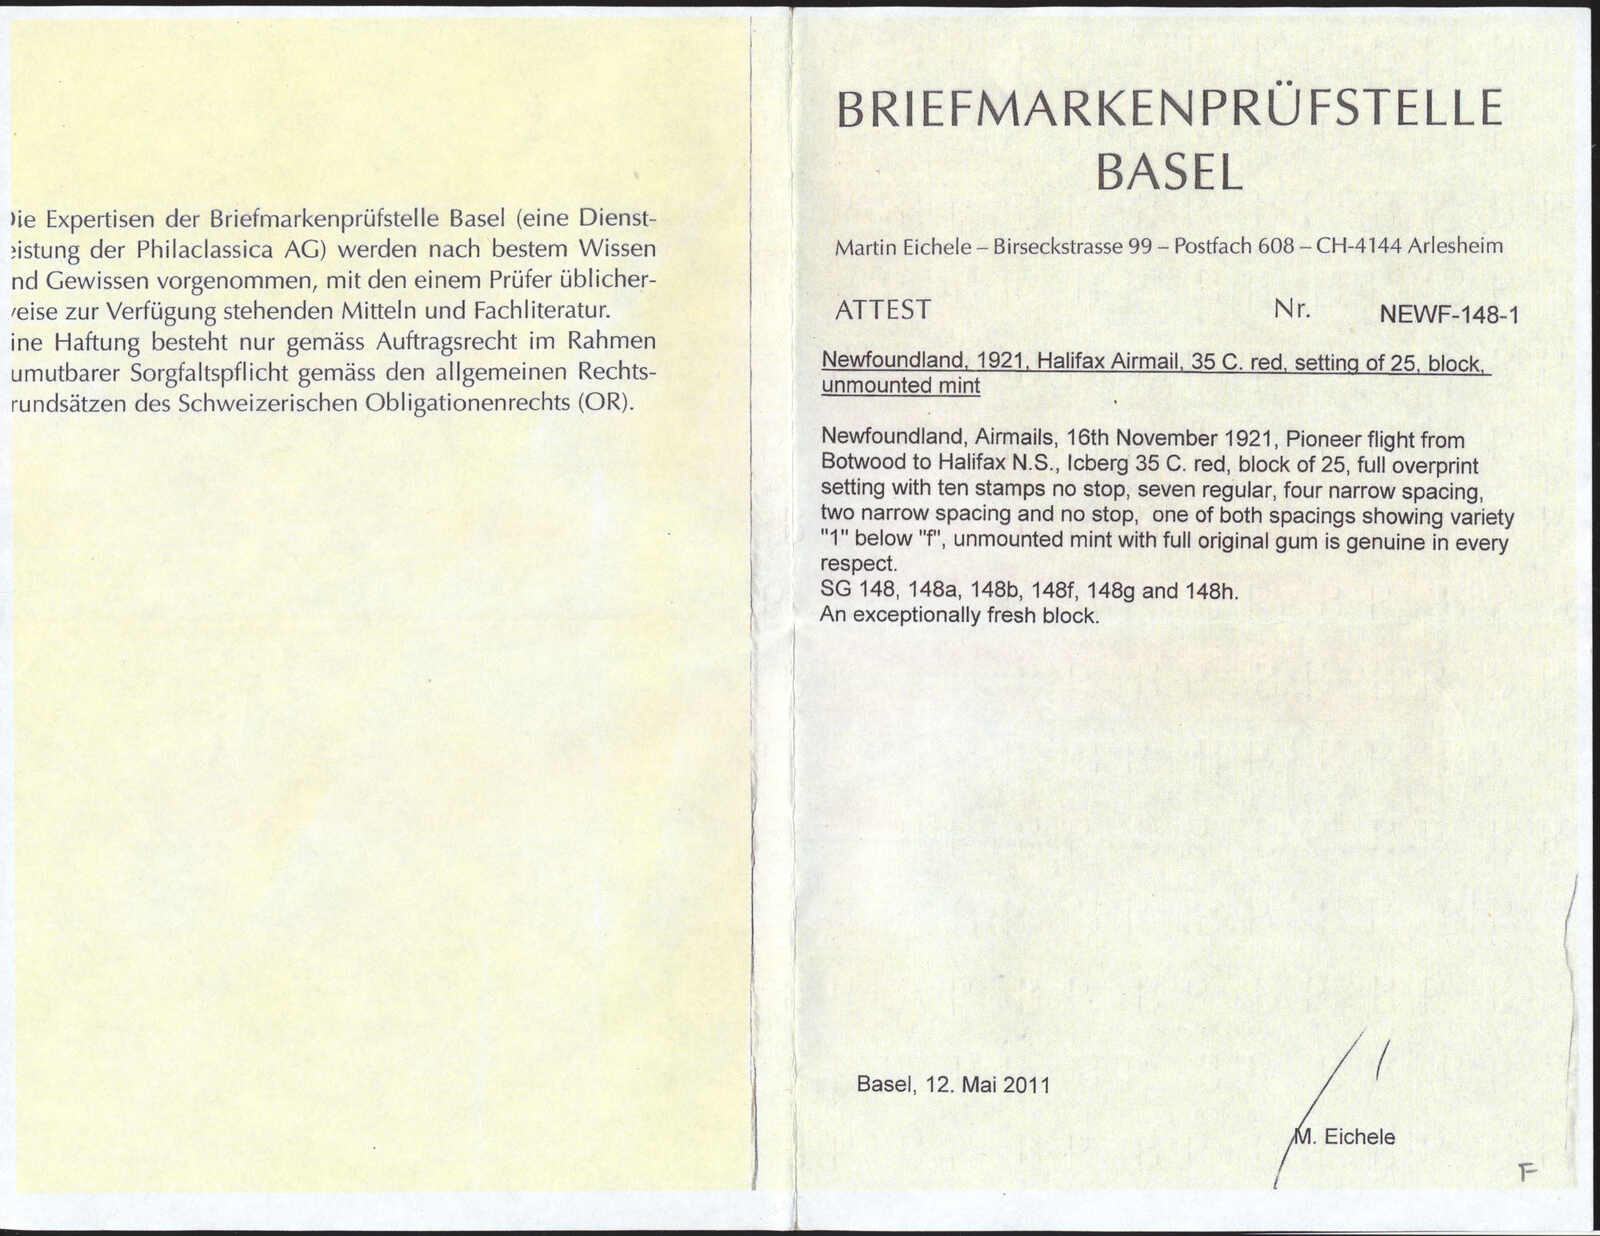 ie Expertisen der Briefmarkenprüfstelle Basel (eine Dienst-
istung der Philaclassica AG) werden nach bestem Wissen
nd Gewissen vorgenommen, mit den einem Prüfer üblicher-
eise zur Verfügung stehenden Mitteln und Fachliteratur.
ine Haftung besteht nur gemäss Auftragsrecht im Rahmen
umutbarer Sorgfaltspflicht gemäss den allgemeinen Rechts-
rundsätzen des Schweizerischen Obligationenrechts (OR).
BRIEFMARKENPRÜFSTELLE
BASEL
Martin Eichele – Birseckstrasse 99 – Postfach 608 – CH-4144 Arlesheim
ATTEST Nr. NEWF-148-1
Newfoundland, 1921, Halifax Airmail, 35 C. red, setting of 25, block,
unmounted mint
Newfoundland, Airmails, 16th November 1921, Pioneer flight from
Botwood to Halifax N.S., Icberg 35 C. red, block of 25, full overprint
setting with ten stamps no stop, seven regular, four narrow spacing,
two narrow spacing and no stop, one of both spacings showing variety
"1" below "f", unmounted mint with full original gum is genuine in every
respect.
SG 148, 148a, 148b, 148f, 148g and 148h.
An exceptionally fresh block.
Basel, 12. Mai 2011
M. Eichele
F